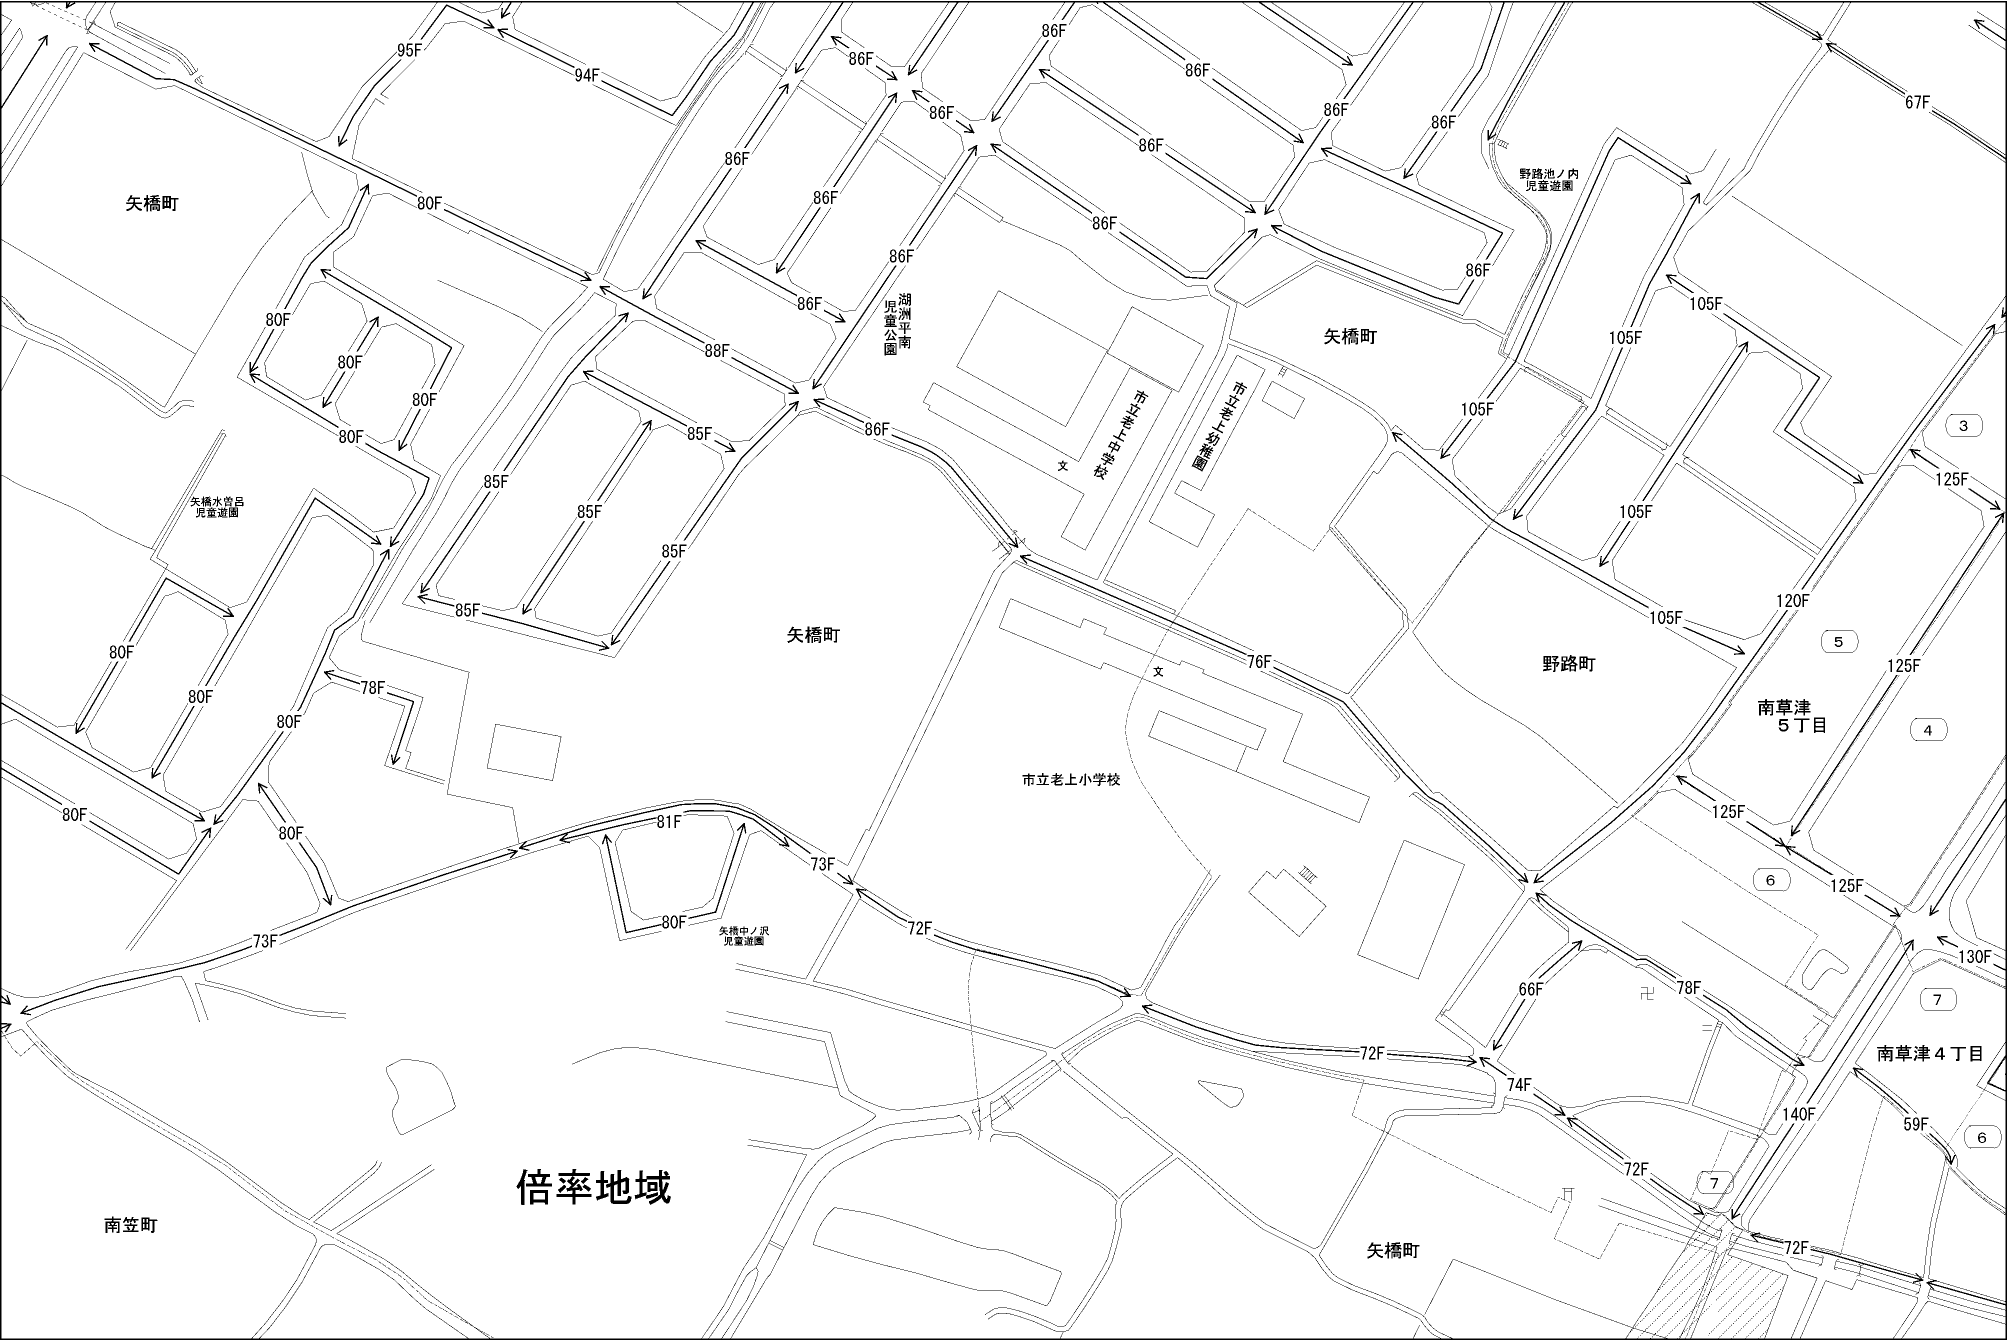 95F
94F
86F
86F
86F
86F
86F
67F
86F
86F
86F
86F
矢橋町
80F
86F
86F
86F
野路池ノ内
児童遊園
86F
86F
86F
湖洲平南
児童公園
105F
80F
88F
矢橋町
105F
80F
80F
市立老上中学校
市立老上幼稚園
105F
80F
85F
86F
3
文
125F
85F
矢橋水曽呂
児童遊園
85F
105F
85F
85F
120F
105F
矢橋町
5
80F
76F
文
野路町
125F
78F
80F
80F
南草津
5丁目
4
市立老上小学校
80F
80F
81F
125F
73F
6
125F
80F
矢橋中ノ沢
児童遊園
72F
73F
130F
66F
78F
7
72F
南草津4丁目
74F
140F
59F
6
72F
7
倍率地域
南笠町
矢橋町
72F